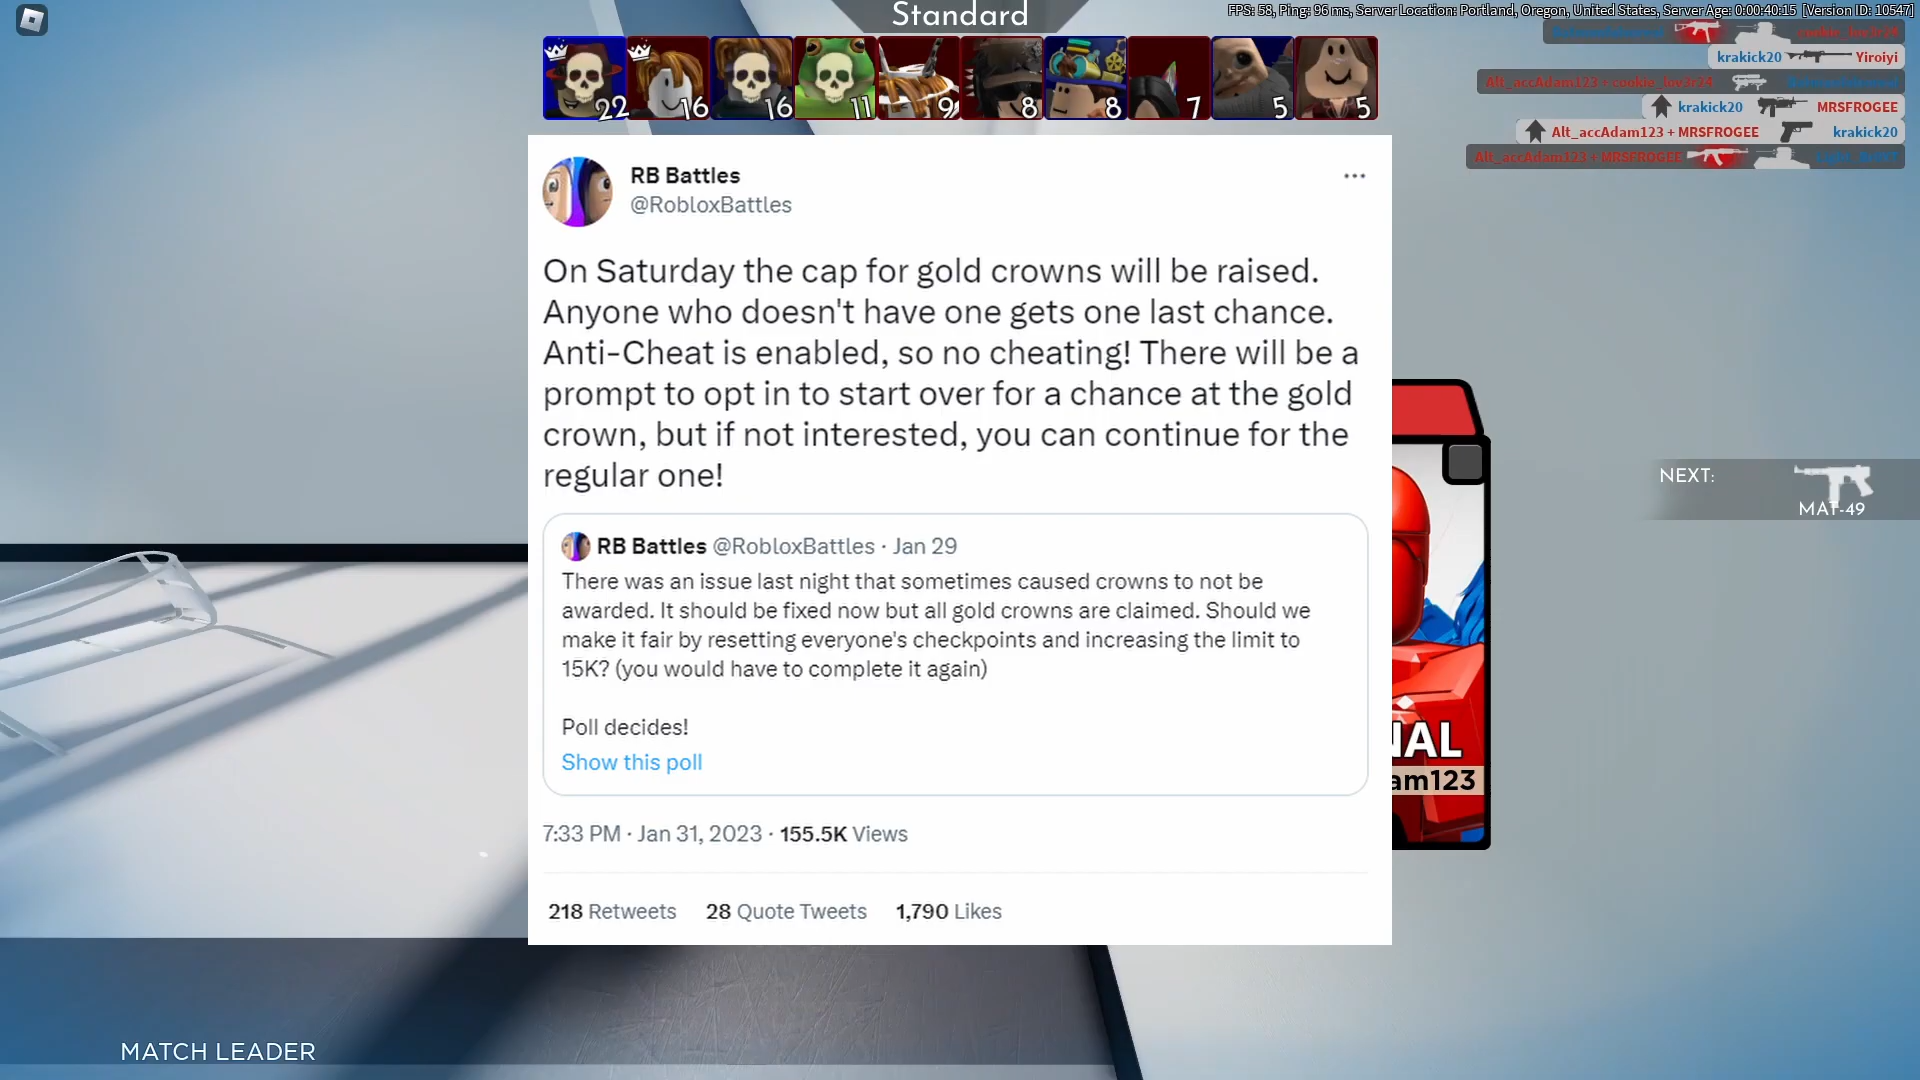 Standard
FPS: 58, Ping: 96 ms, Server Location: Portland, Oregon, United States, Server Age: 0:00:40:15 [Version ID: 10547]
22 16 16 11 9 8 8 7 5 5
krakick20 Yiroiyi
Alt_accAdam123 + cookie_lov3r34
krakick20 MRSFROGEE
Alt_accAdam123 + MRSFROGEE krakick20
Alt_accAdam123 + MRSFROGEE
RB Battles
@RobloxBattles
On Saturday the cap for gold crowns will be raised.
Anyone who doesn't have one gets one last chance.
Anti-Cheat is enabled, so no cheating! There will be a
prompt to opt in to start over for a chance at the gold
crown, but if not interested, you can continue for the
regular one!
RB Battles @RobloxBattles · Jan 29
There was an issue last night that sometimes caused crowns to not be
awarded. It should be fixed now but all gold crowns are claimed. Should we
make it fair by resetting everyone's checkpoints and increasing the limit to
15K? (you would have to complete it again)
Poll decides!
Show this poll
7:33 PM · Jan 31, 2023 · 155.5K Views
218 Retweets 28 Quote Tweets 1,790 Likes
NEXT:
MAT-49
NAL
am123
MATCH LEADER